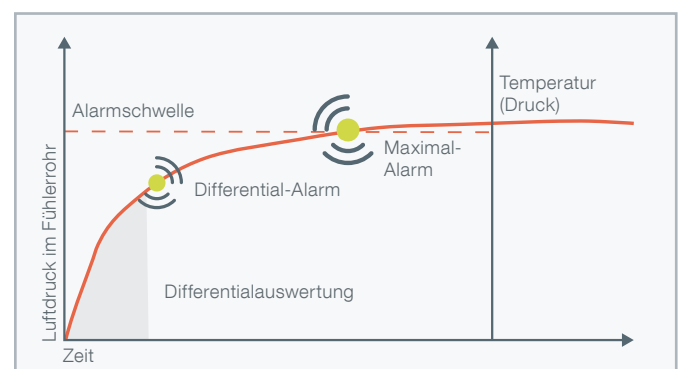 Temperatur
(Druck)
Alarmschwelle
Maximal-
Alarm
Differential-Alarm
Luftdruck im Fühlerrohr
Differentialauswertung
Zeit